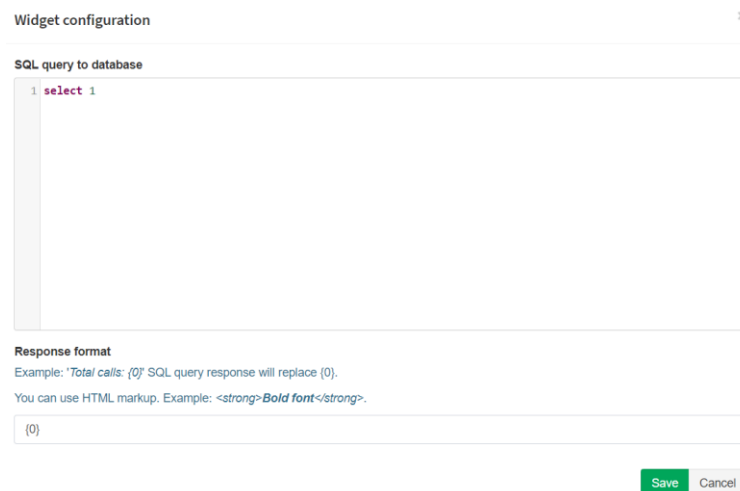 Widget configuration
SQL query to database
1 select 1
Response format
Example: 'Total calls: {0}' SQL query response will replace {0}.
You can use HTML markup. Example: <strong>Bold font</strong>.
{0}
Save Cancel